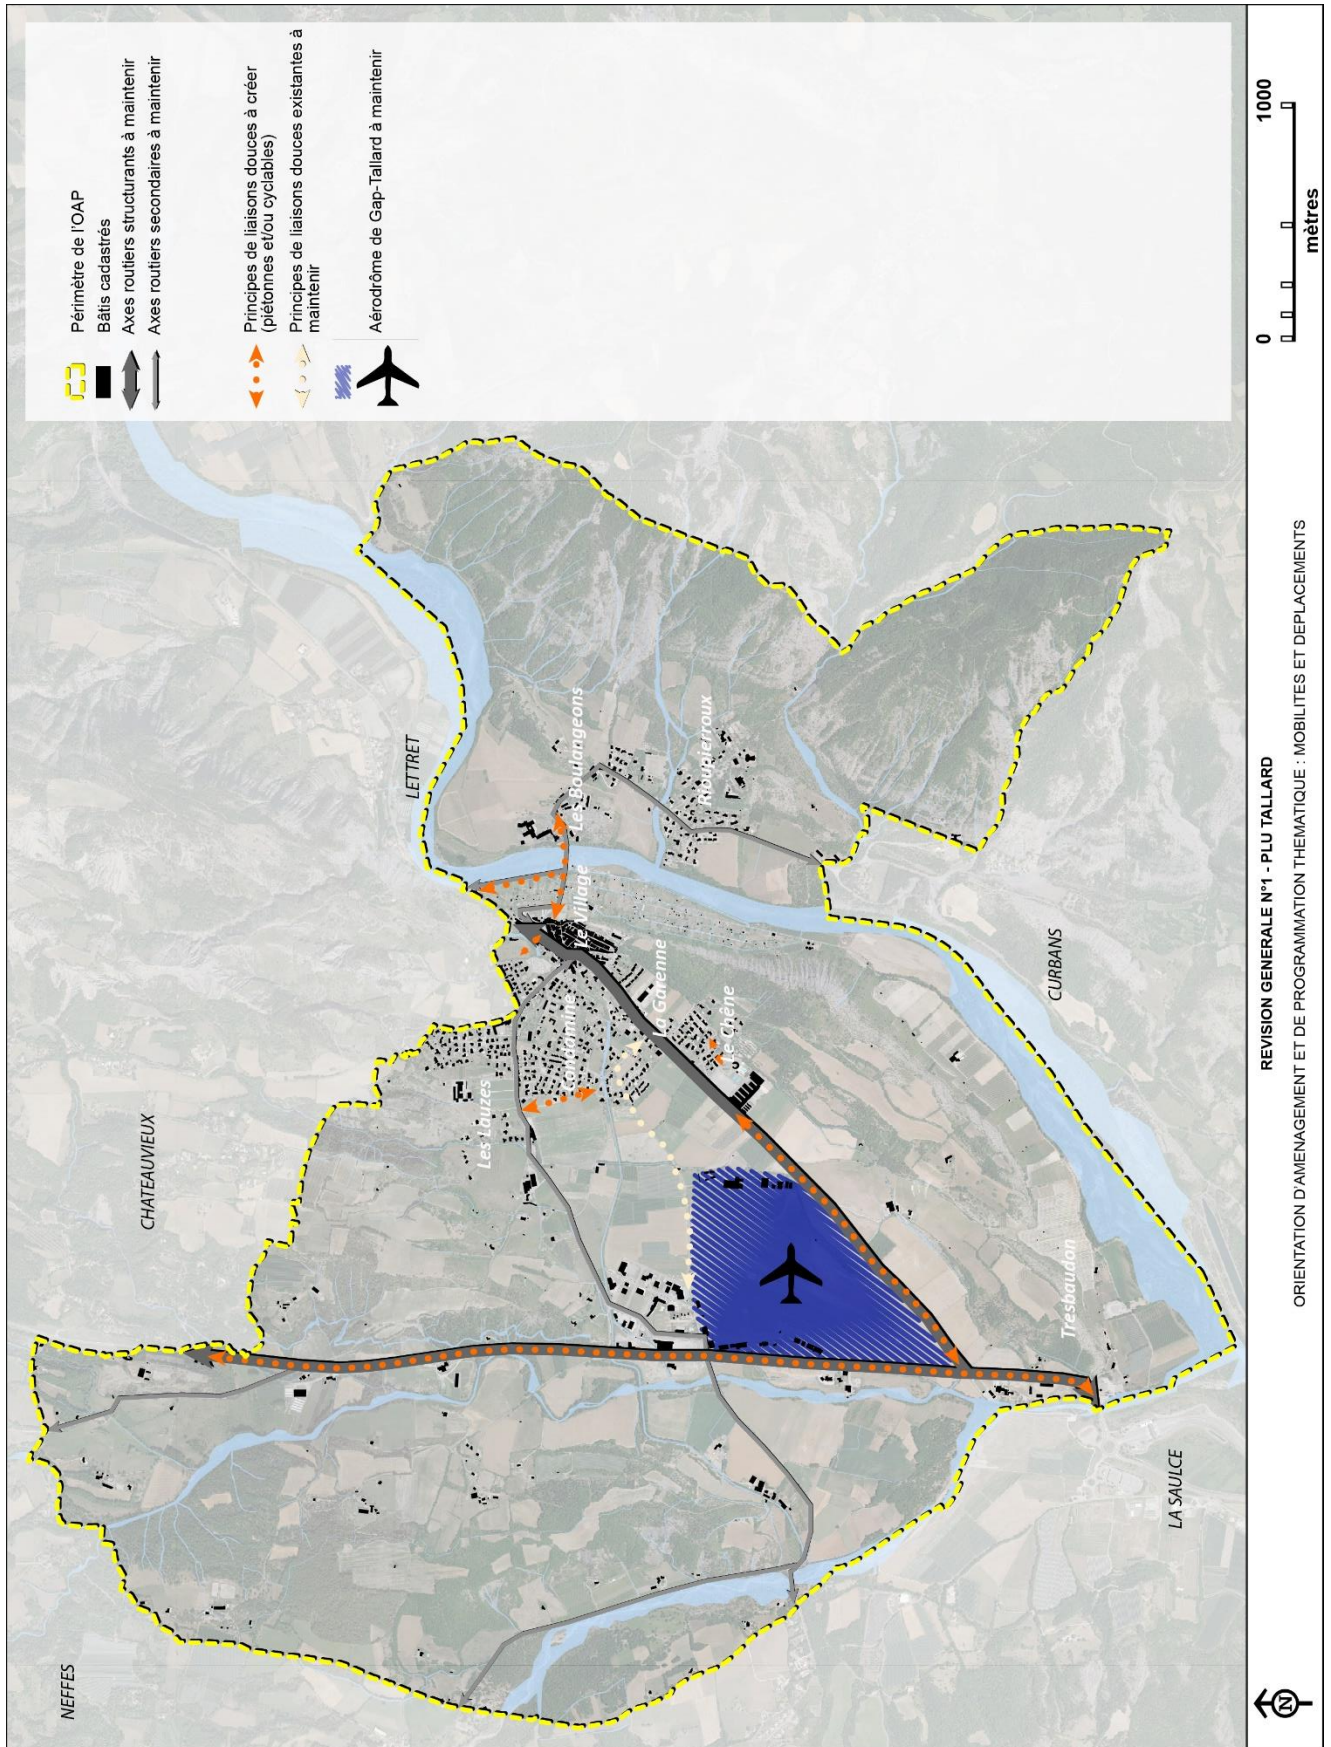 Périmètre de l'OAP
Bâtis cadastrés
Axes routiers structurants à maintenir
Axes routiers secondaires à maintenir
Principes de liaisons douces à créer
(piétonnes et/ou cyclables)
Principes de liaisons douces existantes à
maintenir
Aérodrôme de Gap-Tallard à maintenir
NEFFES
CHATEAUVIEUX
LETTRET
Les Lauzes
Condamine
Le Village
Les Boulangeons
La Garenne
Rioupierroux
Le Chêne
Tresbaudon
CURBANS
LA SAULCE
N
REVISION GENERALE N°1 - PLU TALLARD
ORIENTATION D'AMENAGEMENT ET DE PROGRAMMATION THEMATIQUE : MOBILITES ET DEPLACEMENTS
0 1000
mètres